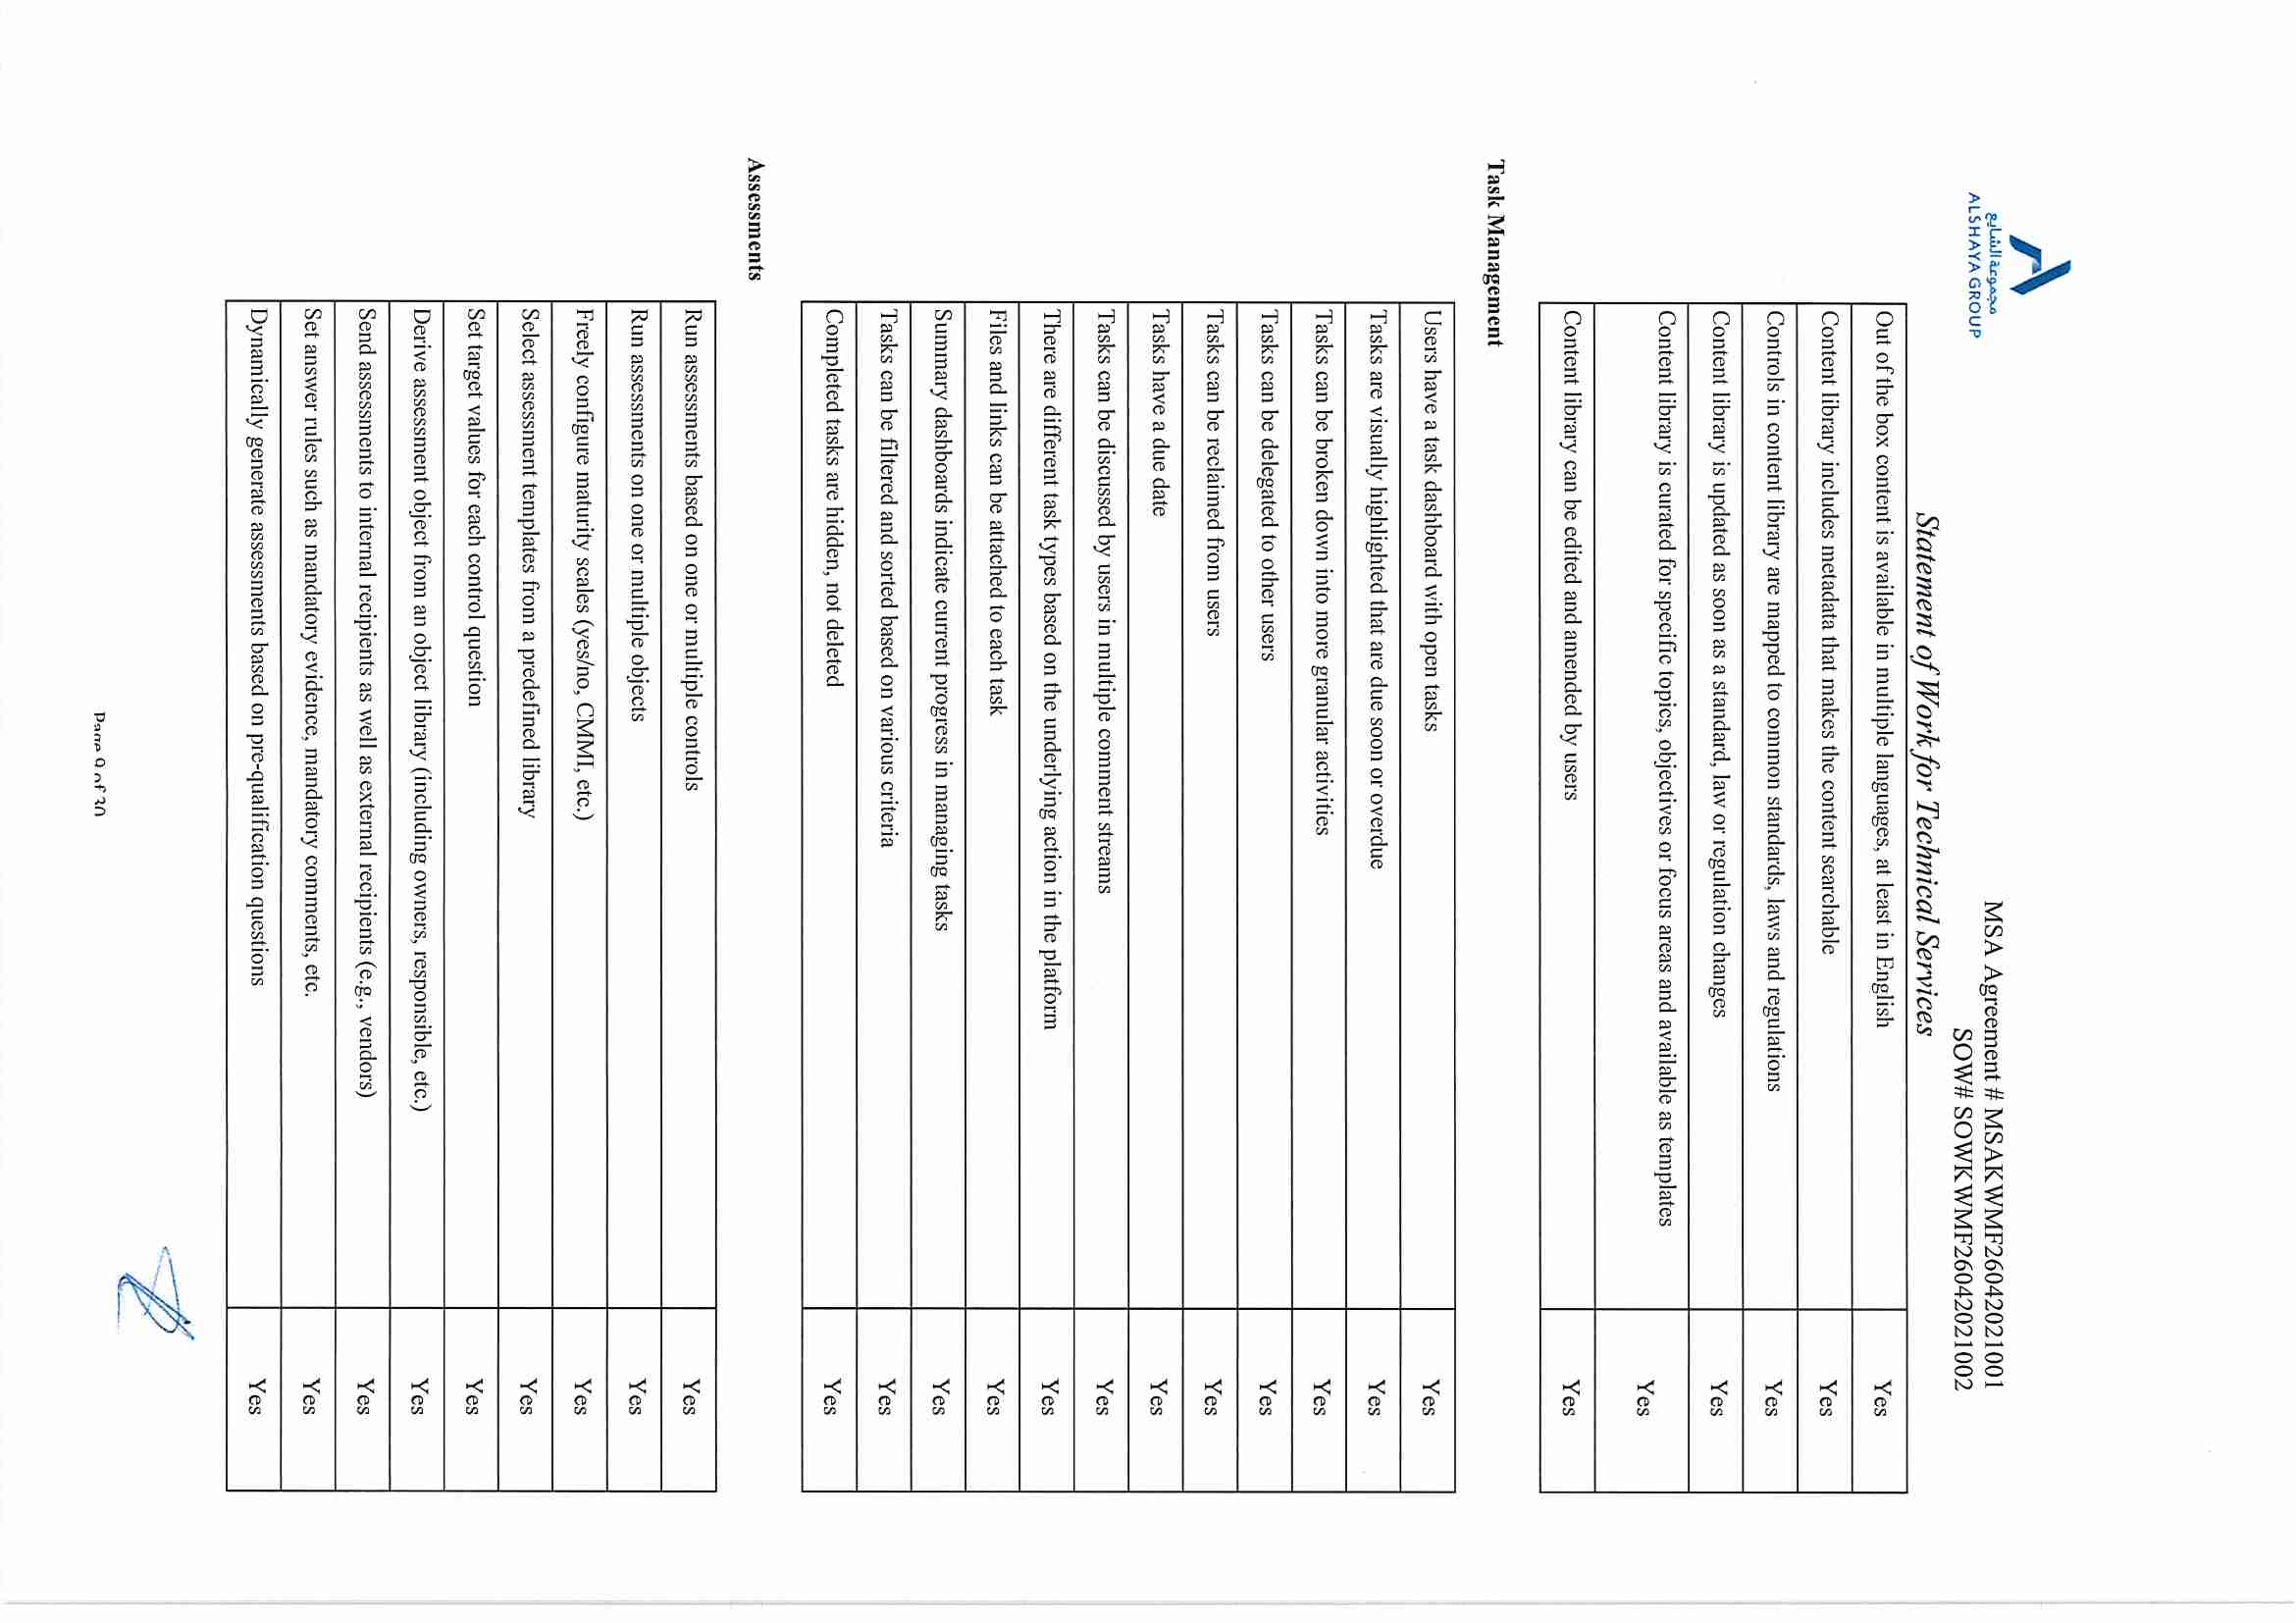 مجموعة الشايع
ALSHAYA GROUP
MSA Agreement # MSAKWMF26042021001
SOW# SOWKWMF26042021002
Statement of Work for Technical Services
Out of the box content is available in multiple languages, at least in English Yes
Content library includes metadata that makes the content searchable Yes
Controls in content library are mapped to common standards, laws and regulations Yes
Content library is updated as soon as a standard, law or regulation changes Yes
Content library is curated for specific topics, objectives or focus areas and available as templates Yes
Content library can be edited and amended by users Yes
Task Management
Users have a task dashboard with open tasks Yes
Tasks are visually highlighted that are due soon or overdue Yes
Tasks can be broken down into more granular activities Yes
Tasks can be delegated to other users Yes
Tasks can be reclaimed from users Yes
Tasks have a due date Yes
Tasks can be discussed by users in multiple comment streams Yes
There are different task types based on the underlying action in the platform Yes
Files and links can be attached to each task Yes
Summary dashboards indicate current progress in managing tasks Yes
Tasks can be filtered and sorted based on various criteria Yes
Completed tasks are hidden, not deleted Yes
Assessments
Run assessments based on one or multiple controls Yes
Run assessments on one or multiple objects Yes
Freely configure maturity scales (yes/no, CMMI, etc.) Yes
Select assessment templates from a predefined library Yes
Set target values for each control question Yes
Derive assessment object from an object library (including owners, responsible, etc.) Yes
Send assessments to internal recipients as well as external recipients (e.g., vendors) Yes
Set answer rules such as mandatory evidence, mandatory comments, etc. Yes
Dynamically generate assessments based on pre-qualification questions Yes
Page 9 of 30